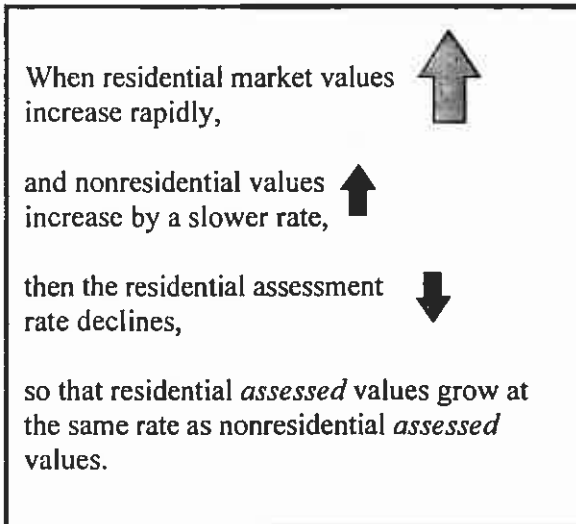 When residential market values
increase rapidly,
and nonresidential values
increase by a slower rate,
then the residential assessment
rate declines,
so that residential assessed values grow at
the same rate as nonresidential assessed
values.